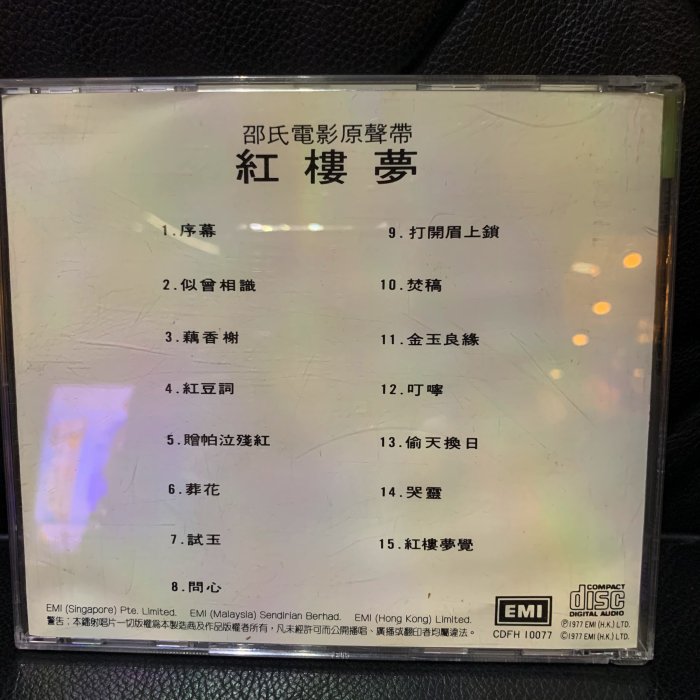 邵氏電影原聲帶
紅樓夢
1.序幕
2.似曾相識
3.藕香榭
4.紅豆詞
5.贈帕泣殘紅
6.葬花
7.試玉
8.問心
9.打開眉上鎖
10.焚稿
11.金玉良緣
12.叮嚀
13.偷天換日
14.哭靈
15.紅樓夢覺
EMI (Singapore) Pte. Limited. EMI (Malaysia) Sendirian Berhad. EMI (Hong Kong) Limited.
警告:本鐳射唱片一切版權為本製造商及作品版權者所有,凡未經許可而公開播唱、廣播或翻印者均屬違法。
EMI
CDFH 10077
COMPACT
disc
DIGITAL AUDIO
Ⓟ1977 EMI (H.K.) LTD.
©1977 EMI (H.K.) LTD.